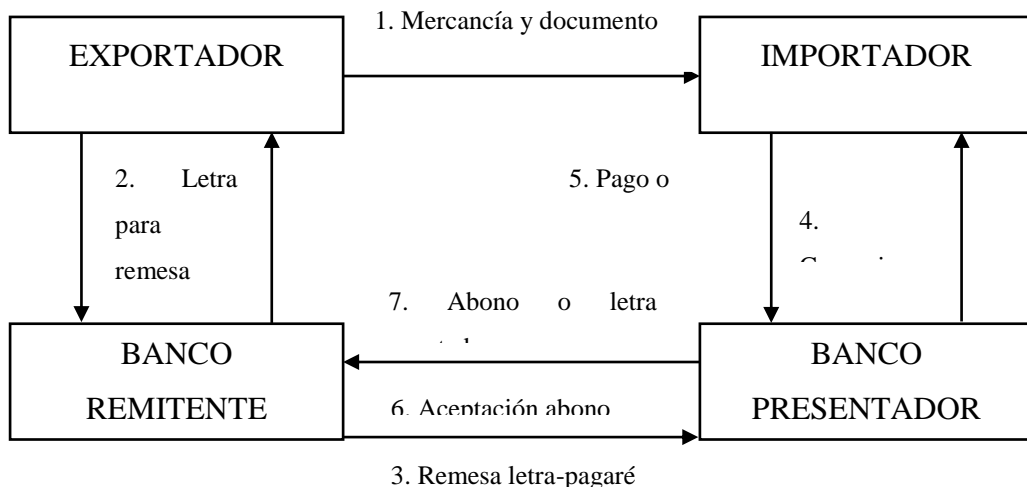 1. Mercancía y documento
EXPORTADOR
IMPORTADOR
2. Letra
para
remesa
5. Pago o
4.
7. Abono o letra
BANCO
REMITENTE
BANCO
PRESENTADOR
6. Aceptación abono
3. Remesa letra-pagaré